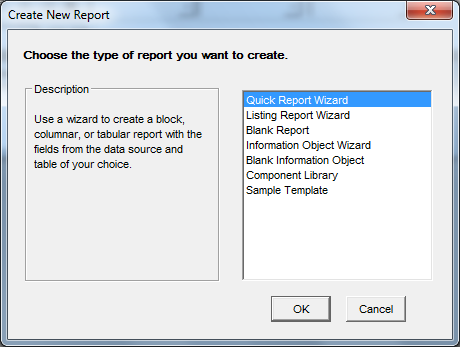 Create New Report
Choose the type of report you want to create.
Description
Use a wizard to create a block,
columnar, or tabular report with the
fields from the data source and
table of your choice.
Quick Report Wizard
Listing Report Wizard
Blank Report
Information Object Wizard
Blank Information Object
Component Library
Sample Template
OK
Cancel